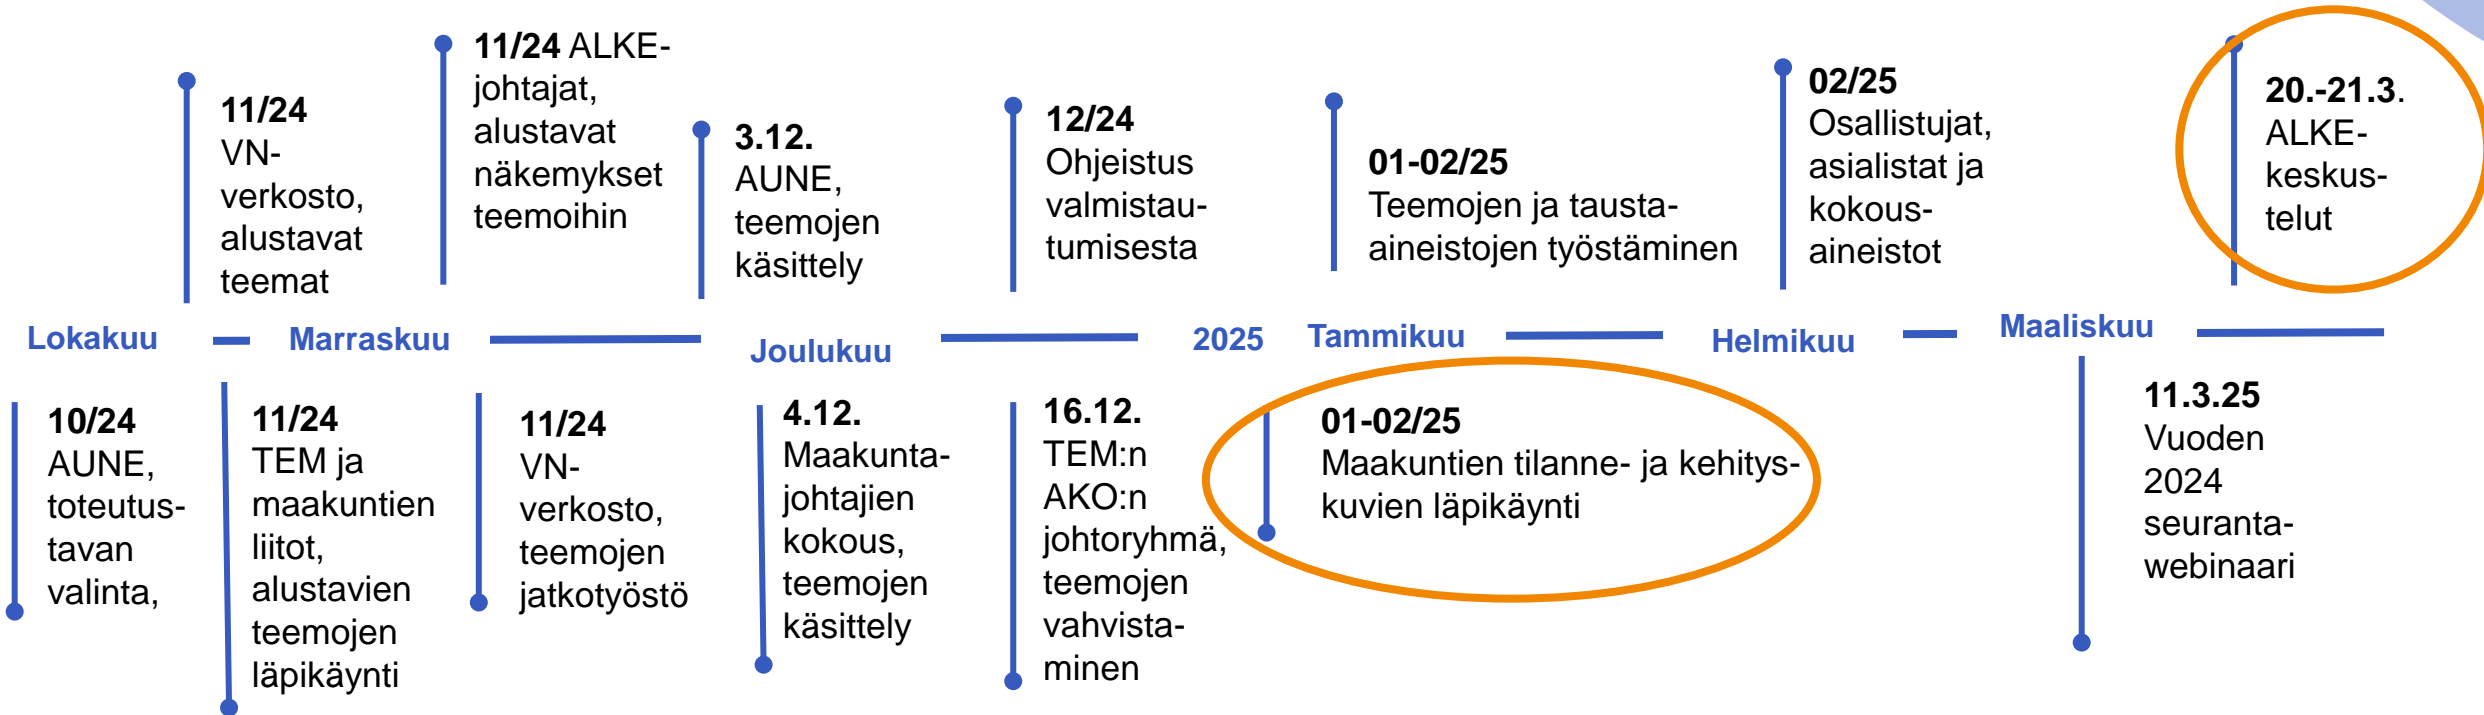 11/24
VN-
verkosto,
alustavat
teemat
11/24 ALKE-
johtajat,
alustavat
näkemykset
teemoihin
3.12.
AUNE,
teemojen
käsittely
12/24
Ohjeistus
valmistau-
tumisesta
01-02/25
Teemojen ja tausta-
aineistojen työstäminen
02/25
Osallistujat,
asialistat ja
kokous-
aineistot
20.-21.3.
ALKE-
keskus-
telut
Lokakuu
Marraskuu
Joulukuu
2025
Tammikuu
Helmikuu
Maaliskuu
10/24
AUNE,
toteutus-
tavan
valinta,
11/24
TEM ja
maakuntien
liitot,
alustavien
teemojen
läpikäynti
11/24
VN-
verkosto,
teemojen
jatkotyöstö
4.12.
Maakunta-
johtajien
kokous,
teemojen
käsittely
16.12.
TEM:n
AKO:n
johtoryhmä,
teemojen
vahvista-
minen
01-02/25
Maakuntien tilanne- ja kehitys-
kuvien läpikäynti
11.3.25
Vuoden
2024
seuranta-
webinaari